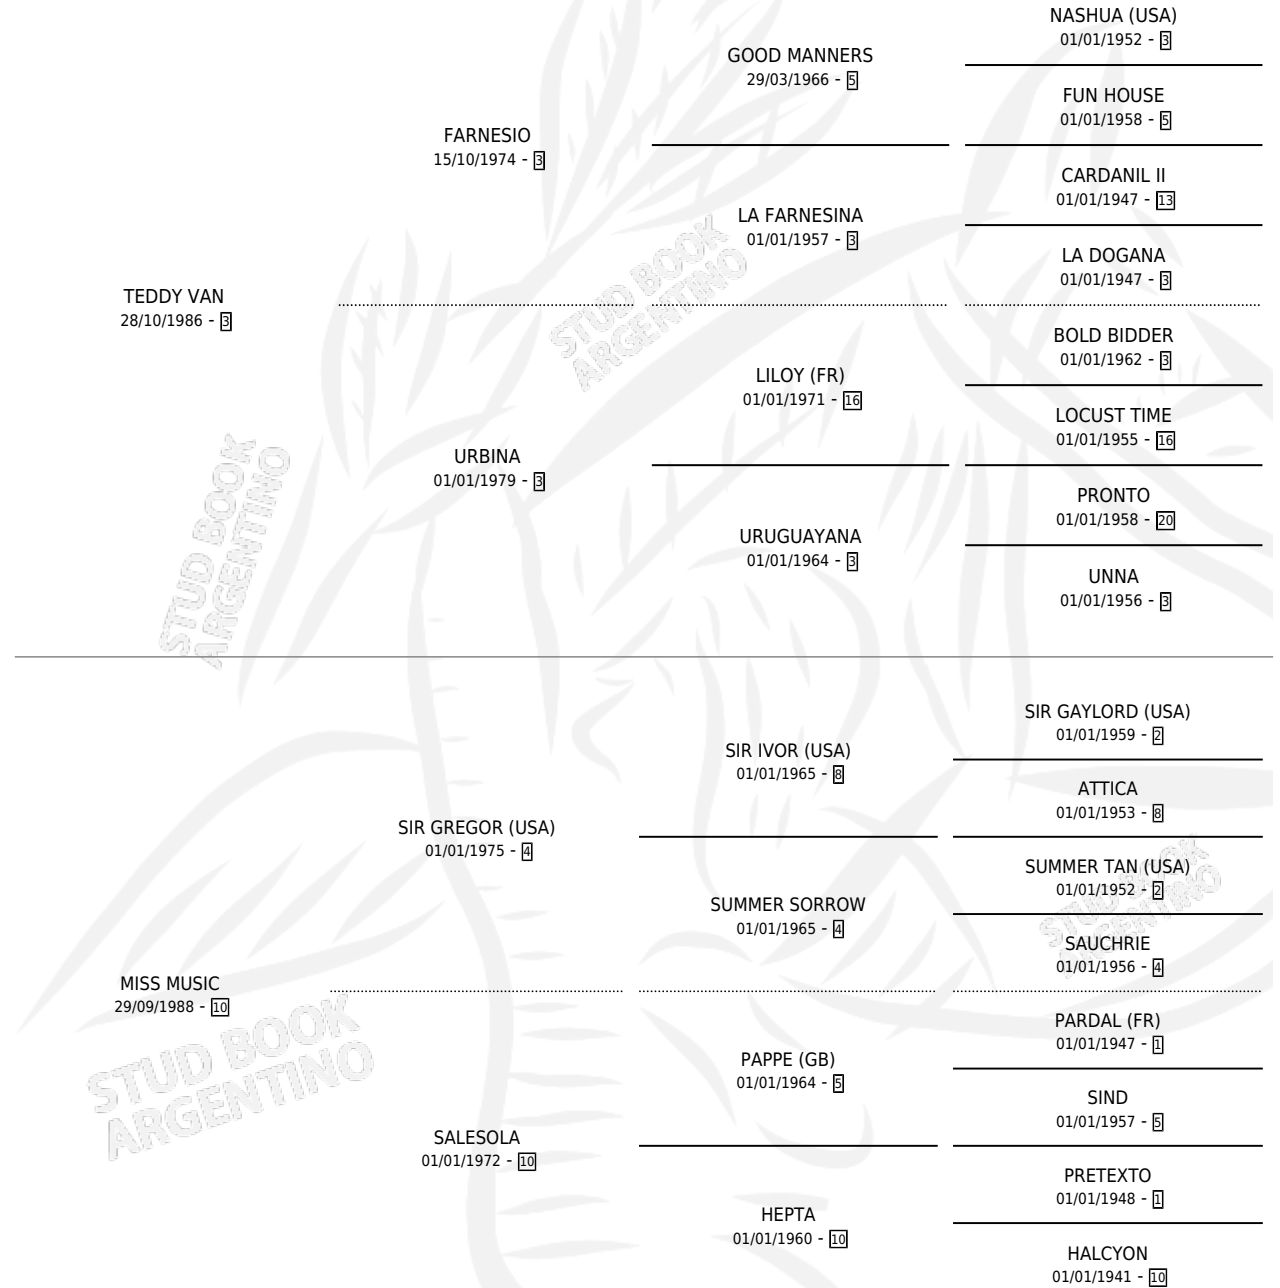 NASHUA (USA)
01/01/1952 - 3
GOOD MANNERS
29/03/1966 - 5
FUN HOUSE
01/01/1958 - 5
FARNESIO
15/10/1974 - 3
CARDANIL II
01/01/1947 - 13
LA FARNESINA
01/01/1957 - 3
LA DOGANA
01/01/1947 - 3
TEDDY VAN
28/10/1986 - 3
BOLD BIDDER
01/01/1962 - 3
LILOY (FR)
01/01/1971 - 16
LOCUST TIME
01/01/1955 - 16
URBINA
01/01/1979 - 3
PRONTO
01/01/1958 - 20
URUGUAYANA
01/01/1964 - 3
UNNA
01/01/1956 - 3
STUD BOOK
ARGENTINO
STUD BOOK
ARGENTINO
SIR GAYLORD (USA)
01/01/1959 - 2
SIR IVOR (USA)
01/01/1965 - 8
ATTICA
01/01/1953 - 8
SIR GREGOR (USA)
01/01/1975 - 4
SUMMER TAN (USA)
01/01/1952 - 2
SUMMER SORROW
01/01/1965 - 4
SAUCHRIE
01/01/1956 - 4
STUD BOOK
ARGENTINO
MISS MUSIC
29/09/1988 - 10
PARDAL (FR)
01/01/1947 - 1
PAPPE (GB)
01/01/1964 - 5
SIND
01/01/1957 - 5
STUD BOOK
ARGENTINO
SALESOLA
01/01/1972 - 10
PRETEXTO
01/01/1948 - 1
HEPTA
01/01/1960 - 10
HALCYON
01/01/1941 - 10